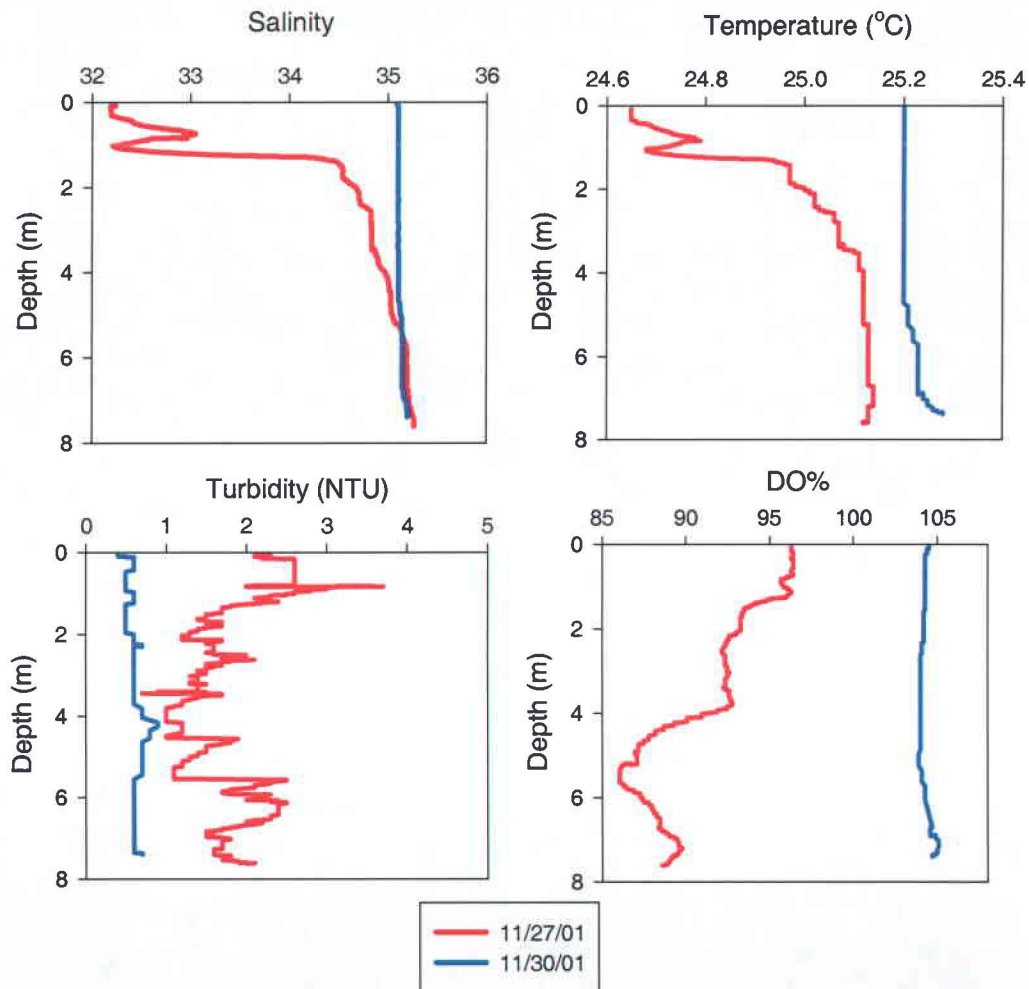 Salinity
32 33 34 35 36
0
2
4
6
8
Depth (m)
Temperature (°C)
24.6 24.8 25.0 25.2 25.4
0
2
4
6
8
Depth (m)
Turbidity (NTU)
0 1 2 3 4 5
0
2
4
6
8
Depth (m)
DO%
85 90 95 100 105
0
2
4
6
8
Depth (m)
11/27/01
11/30/01